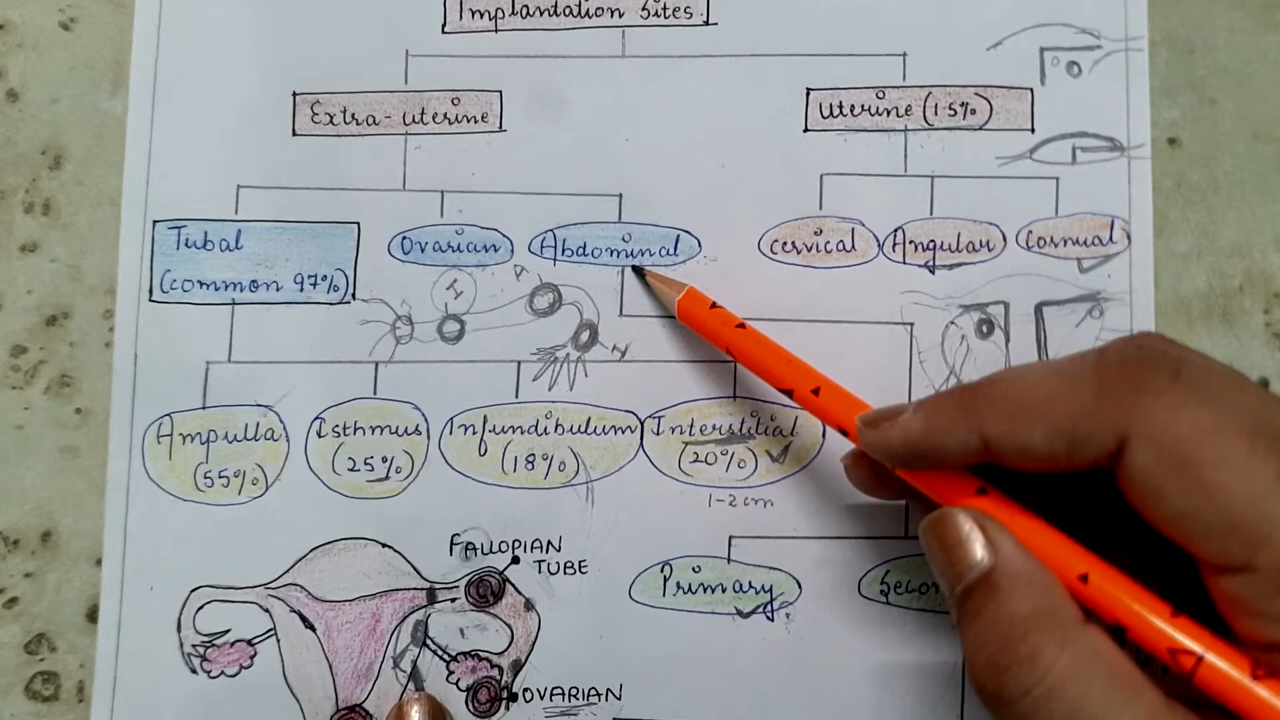 Implantation Sites.
Extra-uterine
Uterine (1.5%)
Tubal
(common 97%)
Ovarian
Abdominal
cervical
Angular
Cornual
I
A
Ampulla
(55%)
Isthmus
(25%)
Infundibulum
(18%)
Interstitial
(20%)
1-2 cm
FALLOPIAN
TUBE
Primary
OVARIAN